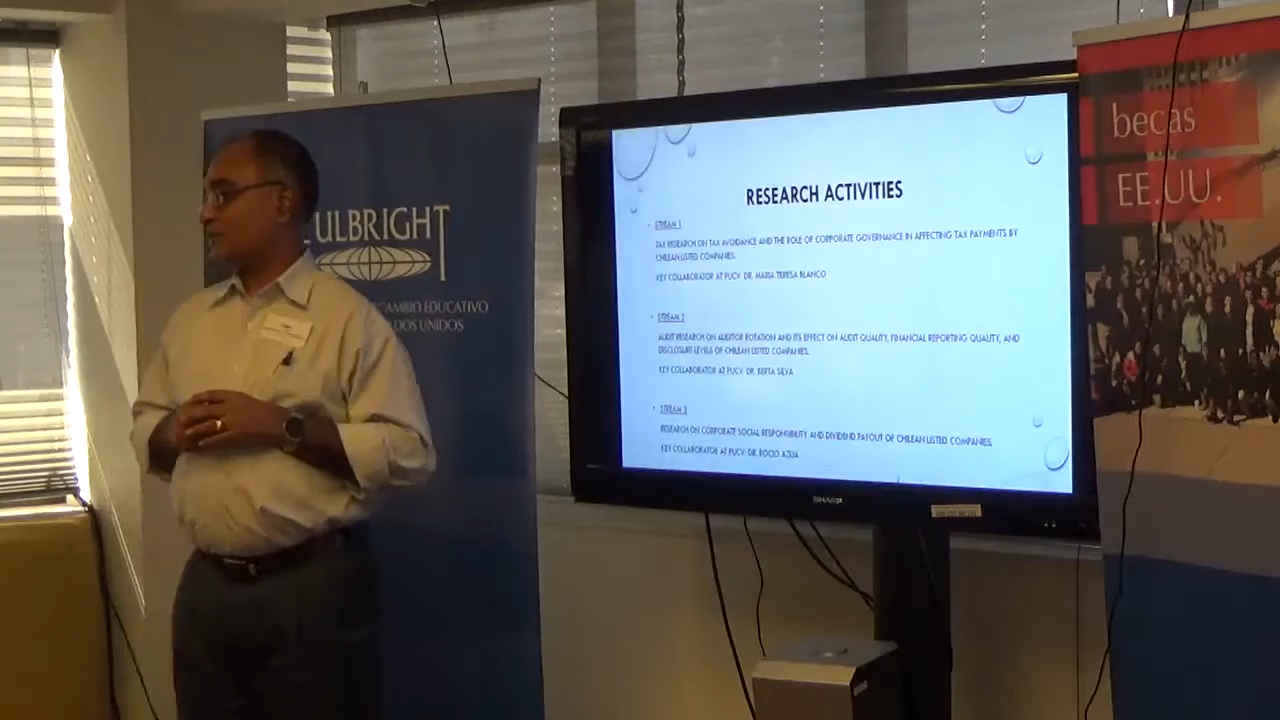 ULBRIGHT
CAMBIO EDUCATIVO
DOS UNIDOS
RESEARCH ACTIVITIES
STREAM 1
TAX RESEARCH ON TAX AVOIDANCE AND THE ROLE OF CORPORATE GOVERNANCE IN AFFECTING TAX PAYMENTS BY
CHILEAN LISTED COMPANIES.
KEY COLLABORATOR AT PUCV: DR. MARIA TERESA BLANCO
STREAM 2
AUDIT RESEARCH ON AUDITOR ROTATION AND ITS EFFECT ON AUDIT QUALITY, FINANCIAL REPORTING QUALITY, AND
DISCLOSURE LEVELS OF CHILEAN LISTED COMPANIES.
KEY COLLABORATOR AT PUCV: DR. BERTA SILVA
STREAM 3
RESEARCH ON CORPORATE SOCIAL RESPONSIBILITY AND DIVIDEND PAYOUT OF CHILEAN LISTED COMPANIES.
KEY COLLABORATOR AT PUCV: DR. ROCIO AZUA
SHARP
becas
EE.UU.